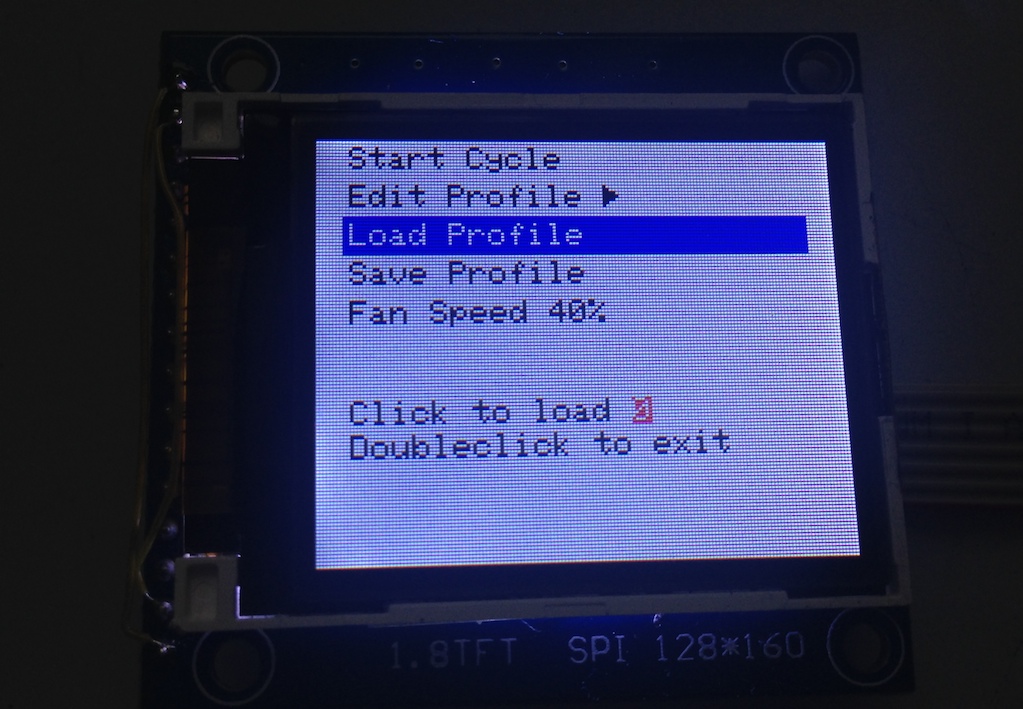 Start Cycle
Edit Profile ▶
Load Profile
Save Profile
Fan Speed 40%
Click to load
Doubleclick to exit
1.8TFT SPI 128*160